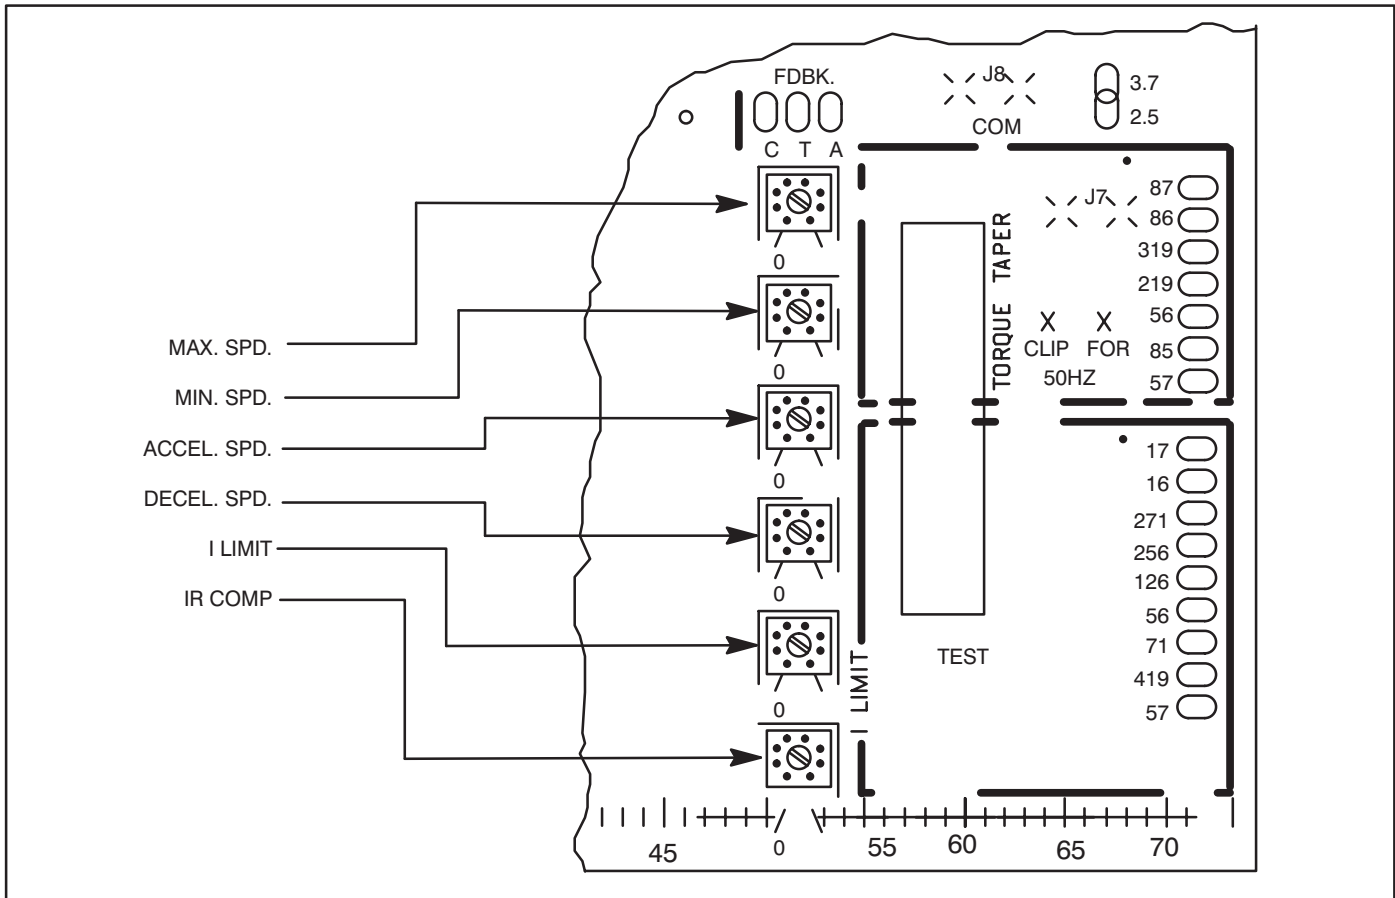 FDBK.
C T A
J8
COM
3.7
2.5
MAX. SPD.
MIN. SPD.
ACCEL. SPD.
DECEL. SPD.
I LIMIT
IR COMP
0
0
0
0
0
0
TORQUE TAPER
J7
X X
CLIP FOR
50HZ
87
86
319
219
56
85
57
17
16
271
256
126
56
71
419
57
I LIMIT
TEST
45
55
60
65
70